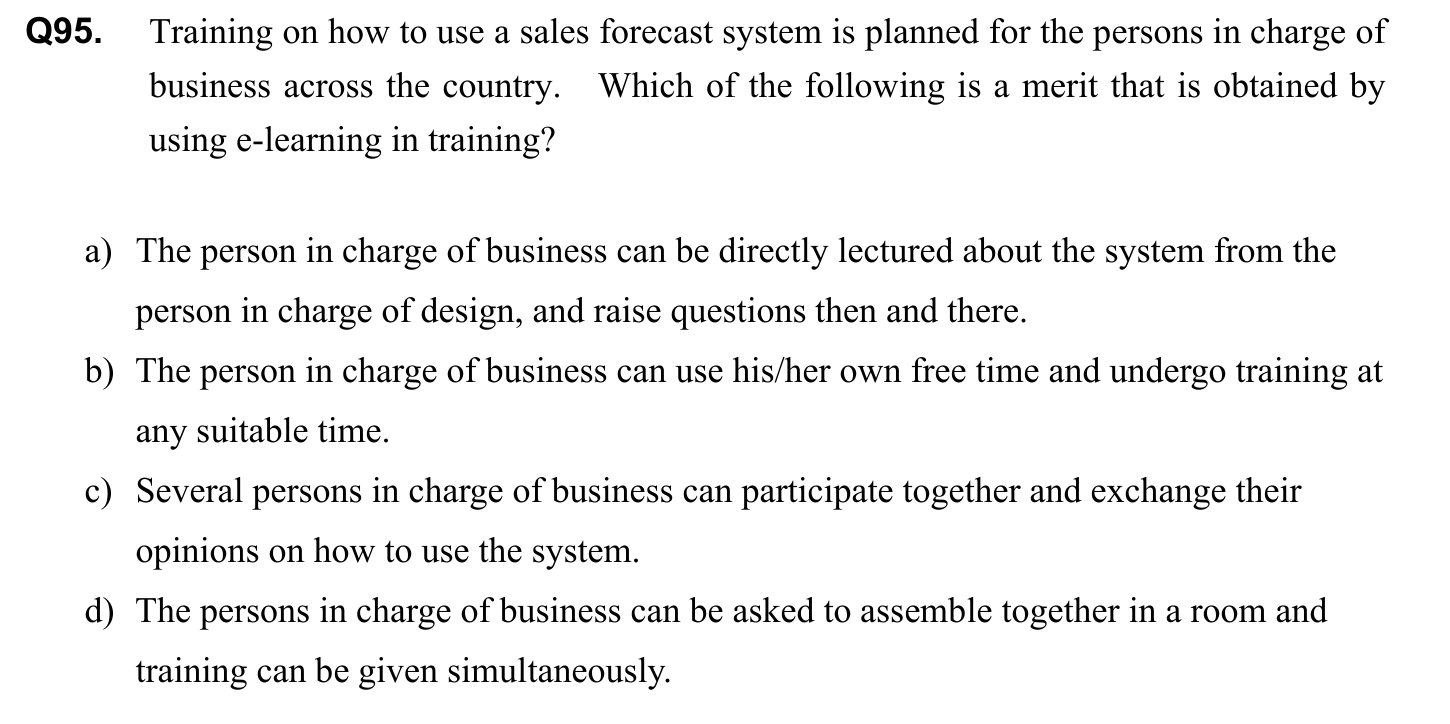 Q95. Training on how to use a sales forecast system is planned for the persons in charge of
business across the country. Which of the following is a merit that is obtained by
using e-learning in training?
a) The person in charge of business can be directly lectured about the system from the
person in charge of design, and raise questions then and there.
b) The person in charge of business can use his/her own free time and undergo training at
any suitable time.
c) Several persons in charge of business can participate together and exchange their
opinions on how to use the system.
d) The persons in charge of business can be asked to assemble together in a room and
training can be given simultaneously.